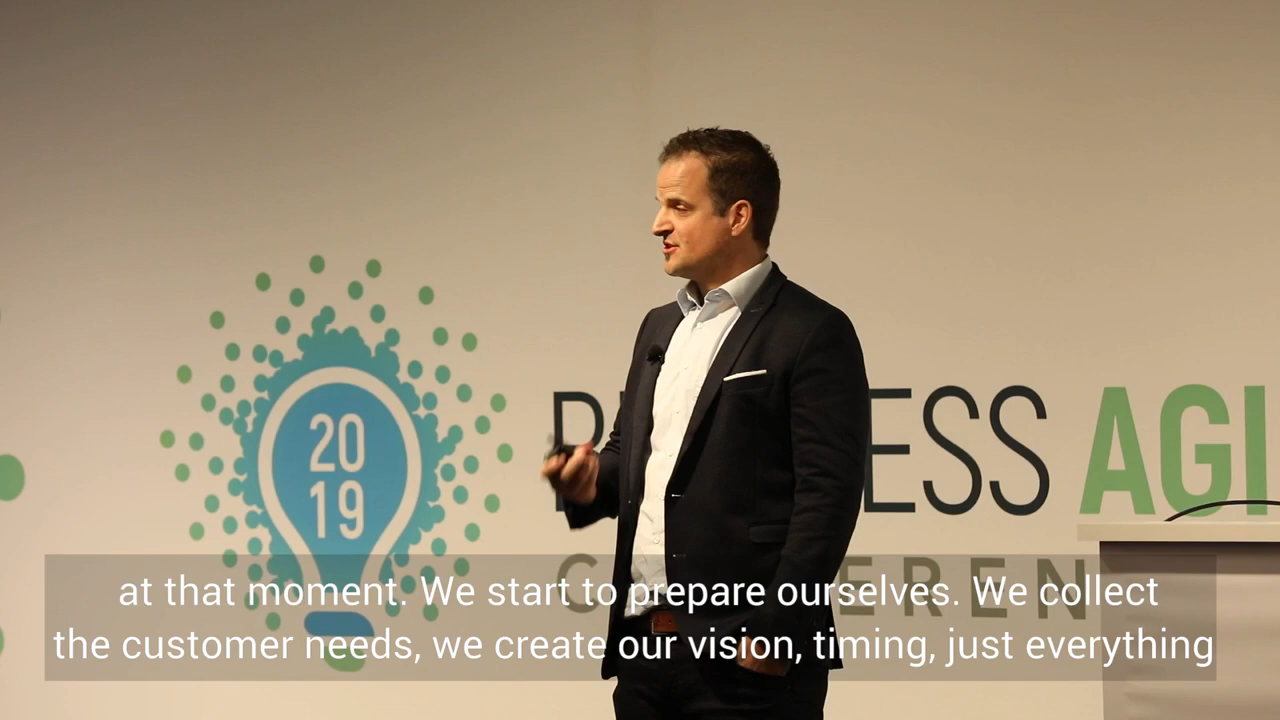 20
19
AGI
at that moment. We start to prepare ourselves. We collect
the customer needs, we create our vision, timing, just everything